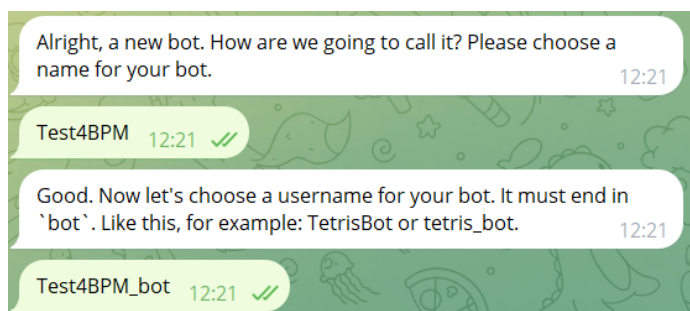 Alright, a new bot. How are we going to call it? Please choose a
name for your bot.
12:21
Test4BPM 12:21
Good. Now let's choose a username for your bot. It must end in
`bot`. Like this, for example: TetrisBot or tetris_bot.
12:21
Test4BPM_bot 12:21